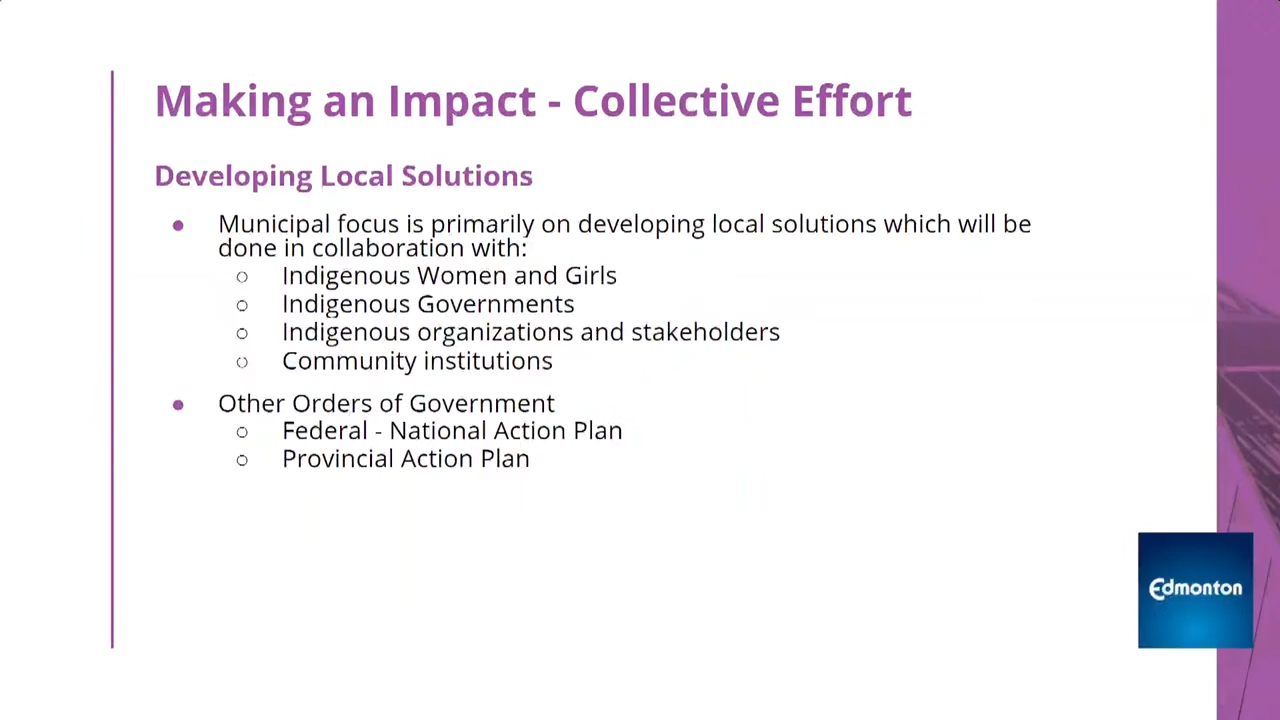 Making an Impact - Collective Effort
Developing Local Solutions
● Municipal focus is primarily on developing local solutions which will be
done in collaboration with:
○ Indigenous Women and Girls
○ Indigenous Governments
○ Indigenous organizations and stakeholders
○ Community institutions
● Other Orders of Government
○ Federal - National Action Plan
○ Provincial Action Plan
Edmonton